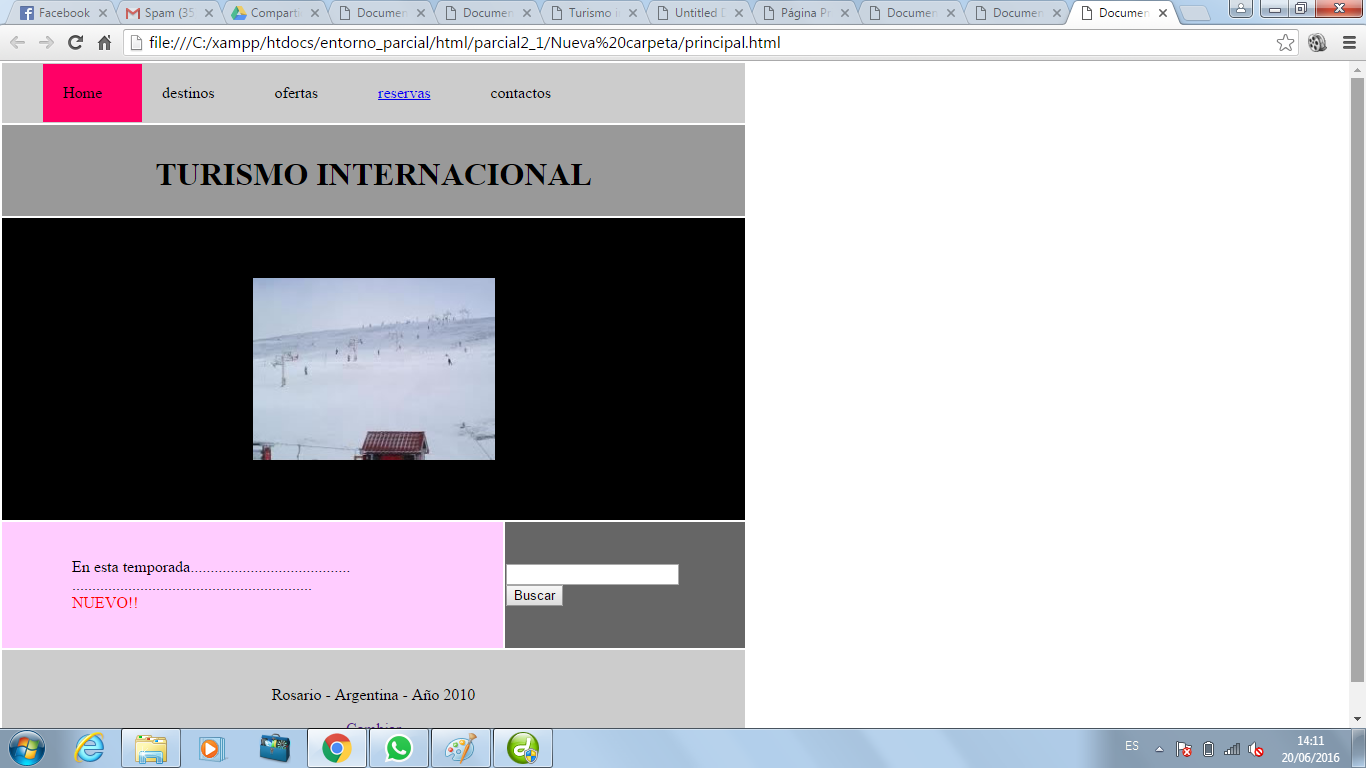 Facebook
Spam (35
Comparti
Documen
Documen
Turismo i
Untitled D
Página Pr
Documen
Documen
Documen
file:///C:/xampp/htdocs/entorno_parcial/html/parcial2_1/Nueva%20carpeta/principal.html
Home destinos ofertas reservas contactos
TURISMO INTERNACIONAL
En esta temporada........................................
............................................................
NUEVO!!
Buscar
Rosario - Argentina - Año 2010
ES
14:11
20/06/2016